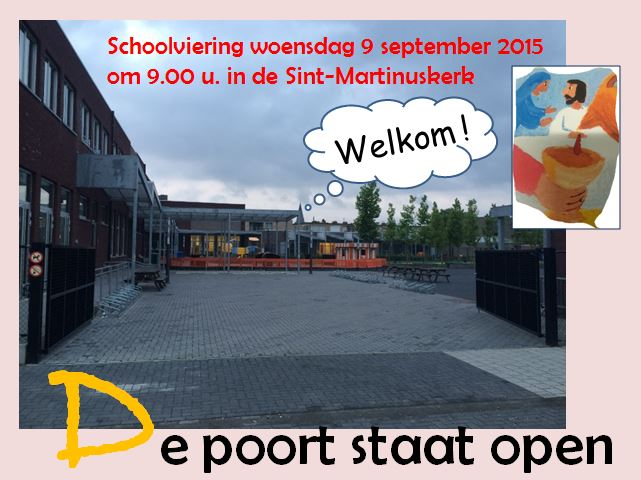 Schoolviering woensdag 9 september 2015
om 9.00 u. in de Sint-Martinuskerk
Welkom!
De poort staat open